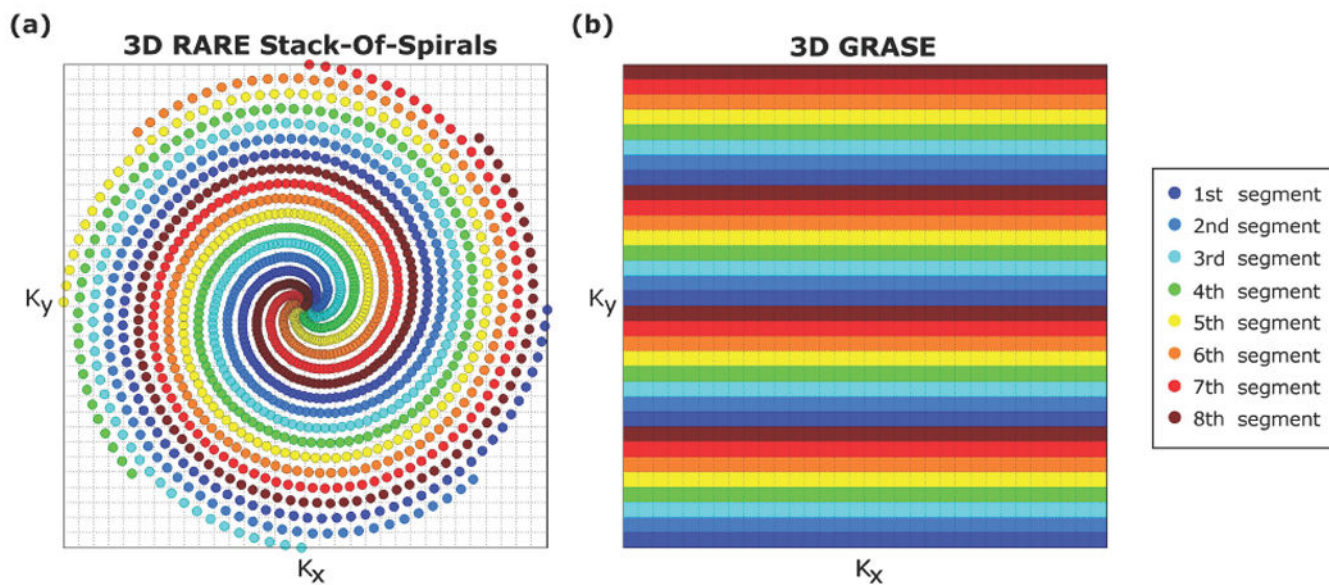 (a)
3D RARE Stack-Of-Spirals
Ky
Kx
(b)
3D GRASE
Ky
Kx
1st segment
2nd segment
3rd segment
4th segment
5th segment
6th segment
7th segment
8th segment